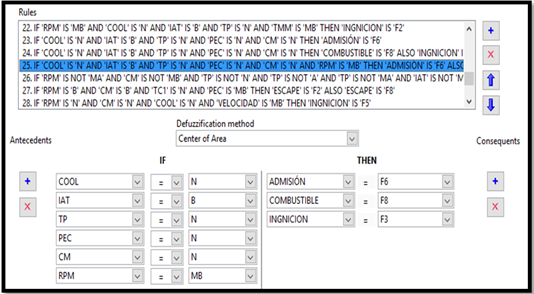 Rules
22. IF 'RPM' IS 'MB' AND 'COOL' IS 'N' AND 'IAT' IS 'B' AND 'TP' IS 'N' AND 'TMM' IS 'MB' THEN 'INGNICION' IS 'F2'
23. IF 'COOL' IS 'N' AND 'IAT' IS 'B' AND 'TP' IS 'N' AND 'PEC' IS 'N' AND 'CM' IS 'N' THEN 'ADMISIÓN' IS 'F6'
24. IF 'COOL' IS 'N' AND 'IAT' IS 'B' AND 'TP' IS 'N' AND 'PEC' IS 'N' AND 'CM' IS 'N' THEN 'COMBUSTIBLE' IS 'F8' ALSO 'INGNICION' I
25. IF 'COOL' IS 'N' AND 'IAT' IS 'B' AND 'TP' IS 'N' AND 'PEC' IS 'N' AND 'CM' IS 'N' AND 'RPM' IS 'MB' THEN 'ADMISIÓN' IS 'F6' ALSO
26. IF 'RPM' IS NOT 'MA' AND 'CM' IS NOT 'MB' AND 'TP' IS NOT 'N' AND 'TP' IS NOT 'A' AND 'TP' IS NOT 'MA' AND 'IAT' IS NOT 'M
27. IF 'RPM' IS 'B' AND 'CM' IS 'B' AND 'TC1' IS 'N' AND 'PEC' IS 'MB' THEN 'ESCAPE' IS 'F2' ALSO 'ESCAPE' IS 'F8'
28. IF 'RPM' IS 'N' AND 'CM' IS 'N' AND 'COOL' IS 'N' AND 'VELOCIDAD' IS 'MB' THEN 'INGNICION' IS 'F5'
Defuzzification method
Antecedents Center of Area Consequents
IF THEN
COOL = N ADMISIÓN = F6
IAT = B COMBUSTIBLE = F8
TP = N INGNICION = F3
PEC = N
CM = N
RPM = MB